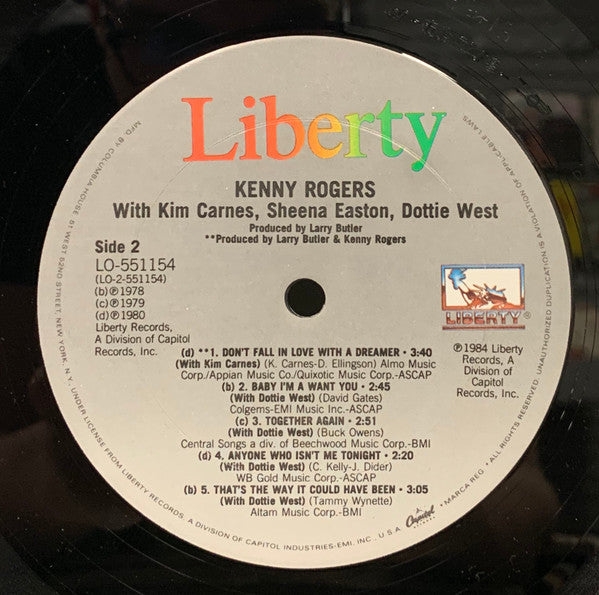 Liberty
KENNY ROGERS
With Kim Carnes, Sheena Easton, Dottie West
Produced by Larry Butler
**Produced by Larry Butler & Kenny Rogers
Side 2
LO-551154
(LO-2-551154)
(b) ℗1978
(c) ℗1979
(d) ℗1980
Liberty Records,
A Division of Capitol
Records, Inc.
LIBERTY®
℗1984 Liberty
Records, A
Division of
Capitol
Records, Inc.
(d) **1. DON'T FALL IN LOVE WITH A DREAMER • 3:40
(With Kim Carnes) (K. Carnes-D. Ellingson) Almo Music
Corp./Appian Music Co./Quixotic Music Corp.-ASCAP
(b) 2. BABY I'M A WANT YOU • 2:45
(With Dottie West) (David Gates)
Colgems-EMI Music Inc.-ASCAP
(c) 3. TOGETHER AGAIN • 2:51
(With Dottie West) (Buck Owens)
Central Songs a div. of Beechwood Music Corp.-BMI
(d) 4. ANYONE WHO ISN'T ME TONIGHT • 2:20
(With Dottie West) (C. Kelly-J. Dider)
WB Gold Music Corp.-ASCAP
(b) 5. THAT'S THE WAY IT COULD HAVE BEEN • 3:05
(With Dottie West) (Tammy Wynette)
Altam Music Corp.-BMI
MFD. BY COLUMBIA HOUSE, 51 WEST 52ND STREET, NEW YORK, N.Y. UNDER LICENSE FROM LIBERTY RECORDS, A DIVISION OF CAPITOL INDUSTRIES-EMI, INC., U.S.A. Capitol MARCA REG. • ALL RIGHTS RESERVED. UNAUTHORIZED DUPLICATION IS A VIOLATION OF APPLICABLE LAWS.